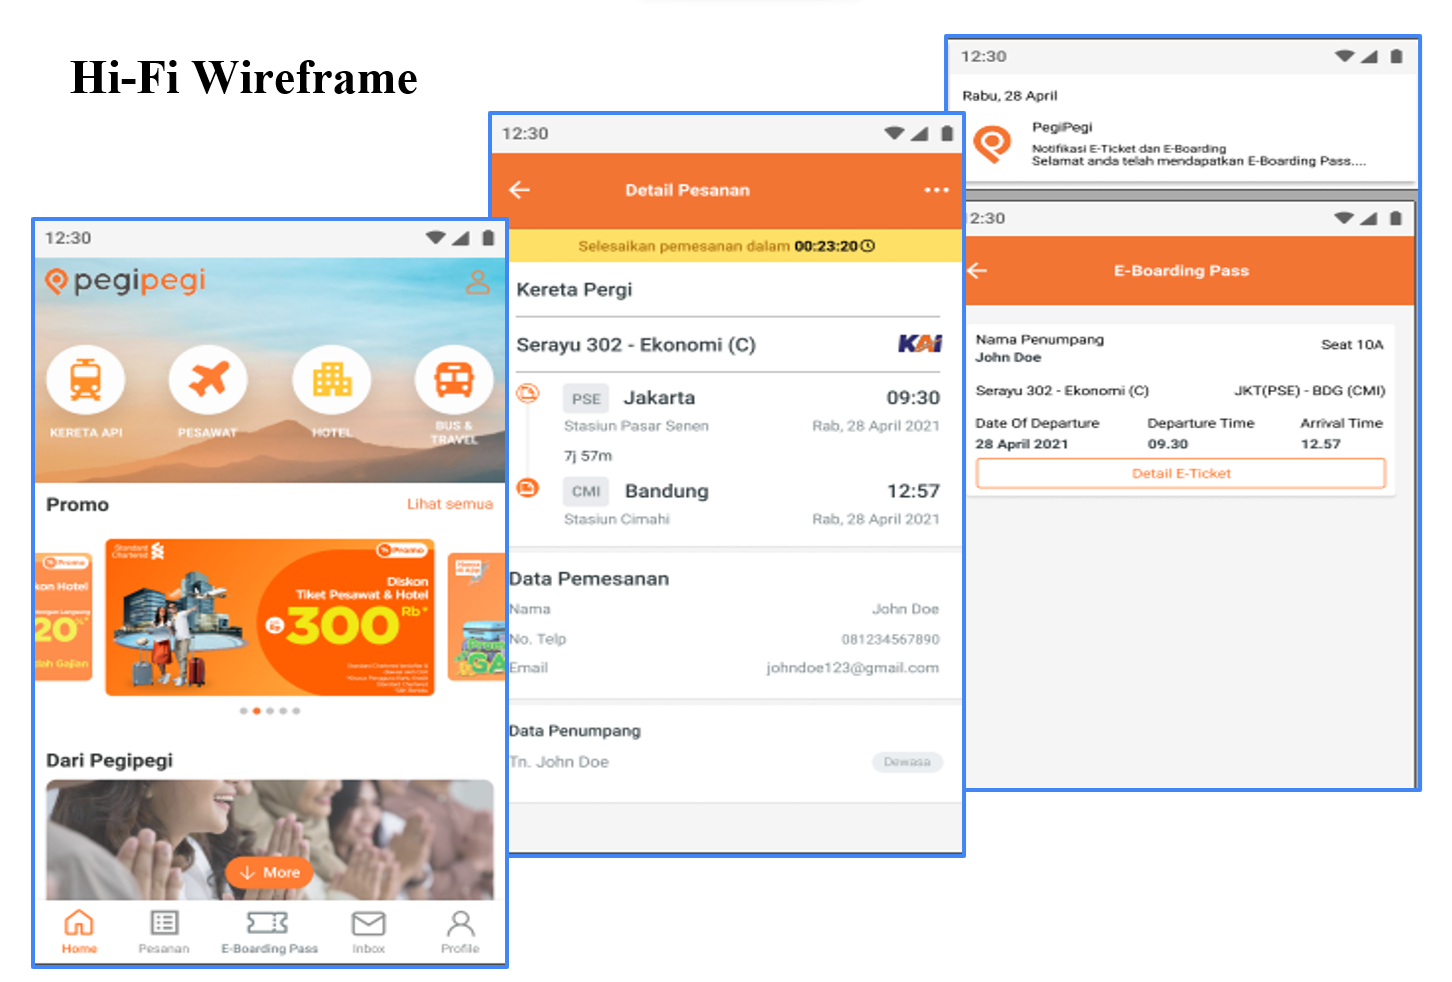 Hi-Fi Wireframe
12:30
pegipegi
KERETA API
PESAWAT
HOTEL
BUS &
TRAVEL
Promo
Lihat semua
Promo
kon Hotel
20%*
dah Gajian
Standard
Chartered
Promo
Diskon
Tiket Pesawat & Hotel
300 Rb*
Dari Pegipegi
More
Home
Pesanan
E-Boarding Pass
Inbox
Profile
12:30
Detail Pesanan
Selesaikan pemesanan dalam 00:23:20
Kereta Pergi
Serayu 302 - Ekonomi (C)
KAI
PSE Jakarta 09:30
Stasiun Pasar Senen Rab, 28 April 2021
7j 57m
CMI Bandung 12:57
Stasiun Cimahi Rab, 28 April 2021
Data Pemesanan
Nama John Doe
No. Telp 081234567890
Email johndoe123@gmail.com
Data Penumpang
Tn. John Doe Dewasa
12:30
Rabu, 28 April
PegiPegi
Notifikasi E-Ticket dan E-Boarding
Selamat anda telah mendapatkan E-Boarding Pass....
2:30
E-Boarding Pass
Nama Penumpang
John Doe
Seat 10A
Serayu 302 - Ekonomi (C) JKT(PSE) - BDG (CMI)
Date Of Departure Departure Time Arrival Time
28 April 2021 09.30 12.57
Detail E-Ticket